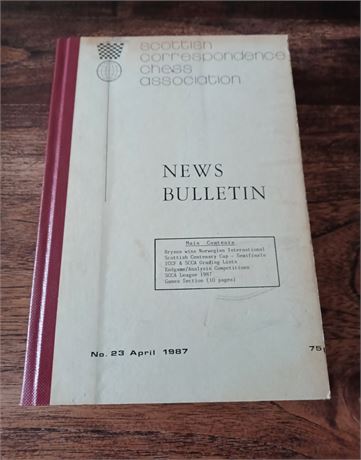 scottish
correspondence
chess
association
NEWS
BULLETIN
Main Contents
Bryson wins Norwegian International
Scottish Centenary Cup - Semifinals
ICCF & SCCA Grading Lists
Endgame/Analysis Competitions
SCCA League 1987
Games Section (10 pages)
No. 23 April 1987
75